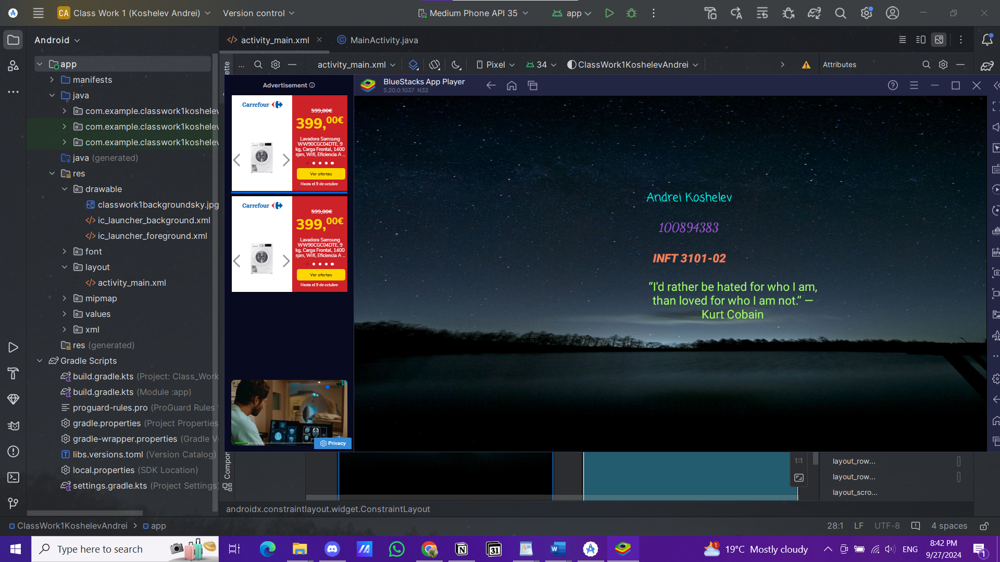 CA Class Work 1 (Koshelev Andrei) Version control Medium Phone API 35 app
Android
activity_main.xml MainActivity.java
... activity_main.xml Pixel 34 ClassWork1KoshelevAndrei Attributes
app
manifests
java
com.example.classwork1koshelev
com.example.classwork1koshelev
com.example.classwork1koshelev
java (generated)
res
drawable
classwork1backgroundsky.jpg
ic_launcher_background.xml
ic_launcher_foreground.xml
font
layout
activity_main.xml
mipmap
values
xml
res (generated)
Gradle Scripts
build.gradle.kts (Project: Class_Work
build.gradle.kts (Module :app)
proguard-rules.pro (ProGuard Rules
gradle.properties (Project Properties
gradle-wrapper.properties (Gradle
libs.versions.toml (Version Catalog)
local.properties (SDK Location)
settings.gradle.kts (Project Settings
Advertisement
BlueStacks App Player
5.20.0.1037 N32
Carrefour
599,00€
399,00€
Lavadora Samsung
WW90CGC04DTE, 9
kg, Carga Frontal, 1400
rpm, Wifi, Eficiencia A ...
Ver ofertas
Hasta el 9 de octubre
Carrefour
599,00€
399,00€
Lavadora Samsung
WW90CGC04DTE, 9
kg, Carga Frontal, 1400
rpm, Wifi, Eficiencia A ...
Ver ofertas
Hasta el 9 de octubre
Privacy
Andrei Koshelev
100894383
INFT 3101-02
“I'd rather be hated for who I am,
than loved for who I am not.” —
Kurt Cobain
Compon
1:1
layout_row...
layout_row...
layout_scro...
androidx.constraintlayout.widget.ConstraintLayout
ClassWork1KoshelevAndrei > app 28:1 LF UTF-8 4 spaces
Type here to search
31
1 19°C Mostly cloudy ENG
8:42 PM
9/27/2024
1